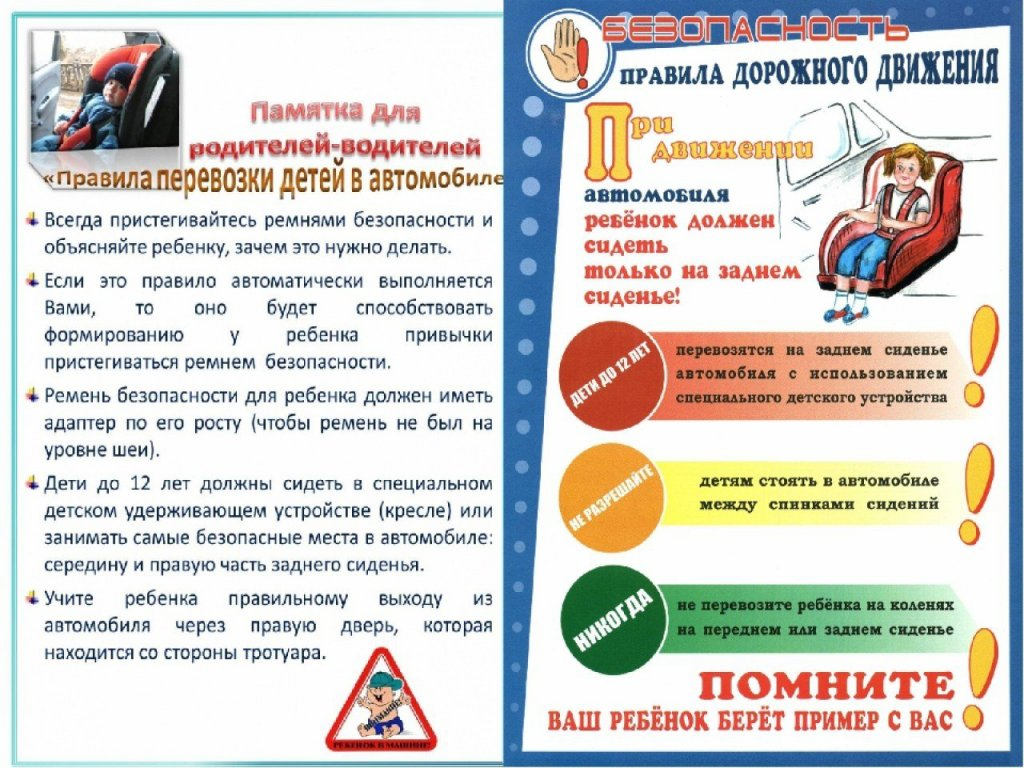 Памятка для
родителей-водителей
«Правила перевозки детей в автомобиле
Всегда пристегивайтесь ремнями безопасности и
объясняйте ребенку, зачем это нужно делать.
Если это правило автоматически выполняется
Вами, то оно будет способствовать
формированию у ребенка привычки
пристегиваться ремнем безопасности.
Ремень безопасности для ребенка должен иметь
адаптер по его росту (чтобы ремень не был на
уровне шеи).
Дети до 12 лет должны сидеть в специальном
детском удерживающем устройстве (кресле) или
занимать самые безопасные места в автомобиле:
середину и правую часть заднего сиденья.
Учите ребенка правильному выходу из
автомобиля через правую дверь, которая
находится со стороны тротуара.
ВНИМАНИЕ!
РЕБЕНОК В МАШИНЕ!
БЕЗОПАСНОСТЬ
ПРАВИЛА ДОРОЖНОГО ДВИЖЕНИЯ
При
движении
автомобиля
ребёнок должен
сидеть
только на заднем
сиденье!
ДЕТИ ДО 12 ЛЕТ
перевозятся на заднем сиденье
автомобиля с использованием
специального детского устройства
НЕ РАЗРЕШАЙТЕ
детям стоять в автомобиле
между спинками сидений
НИКОГДА
не перевозите ребёнка на коленях
на переднем или заднем сиденье
ПОМНИТЕ
ВАШ РЕБЁНОК БЕРЁТ ПРИМЕР С ВАС